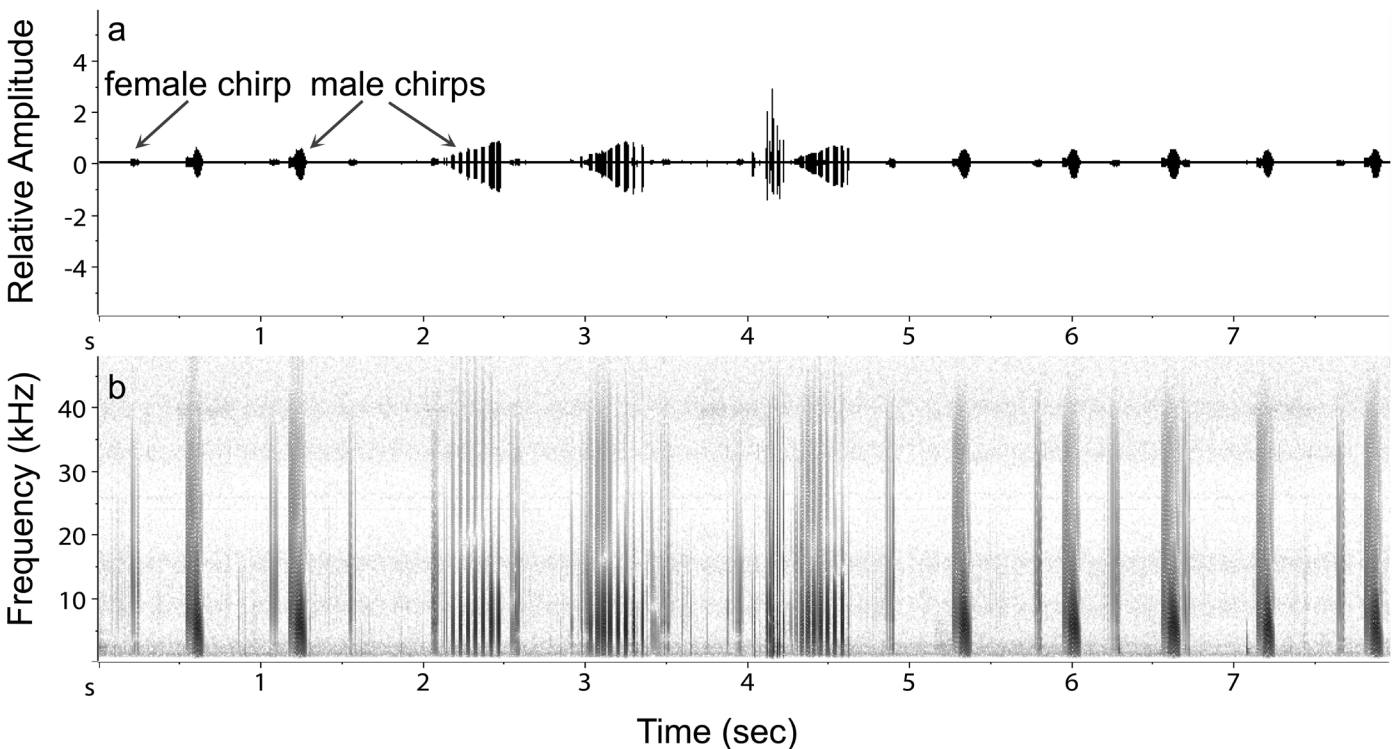 a
4
female chirp male chirps
2
0
-2
-4
Relative Amplitude
s 1 2 3 4 5 6 7
b
40
30
20
10
Frequency (kHz)
s 1 2 3 4 5 6 7
Time (sec)